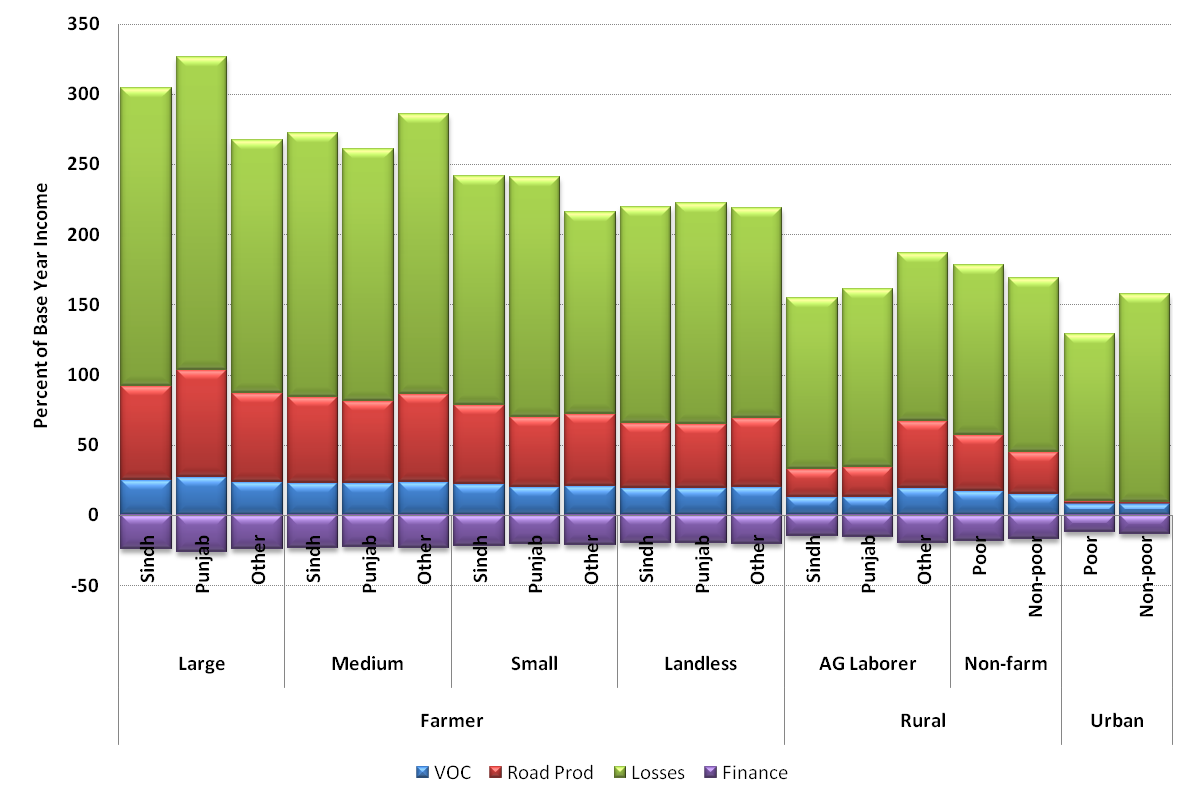 350
300
250
200
150
100
50
0
-50
Percent of Base Year Income
Sindh
Punjab
Other
Sindh
Punjab
Other
Sindh
Punjab
Other
Sindh
Punjab
Other
Sindh
Punjab
Other
Poor
Non-poor
Poor
Non-poor
Large Medium Small Landless AG Laborer Non-farm
Farmer Rural Urban
VOC Road Prod Losses Finance